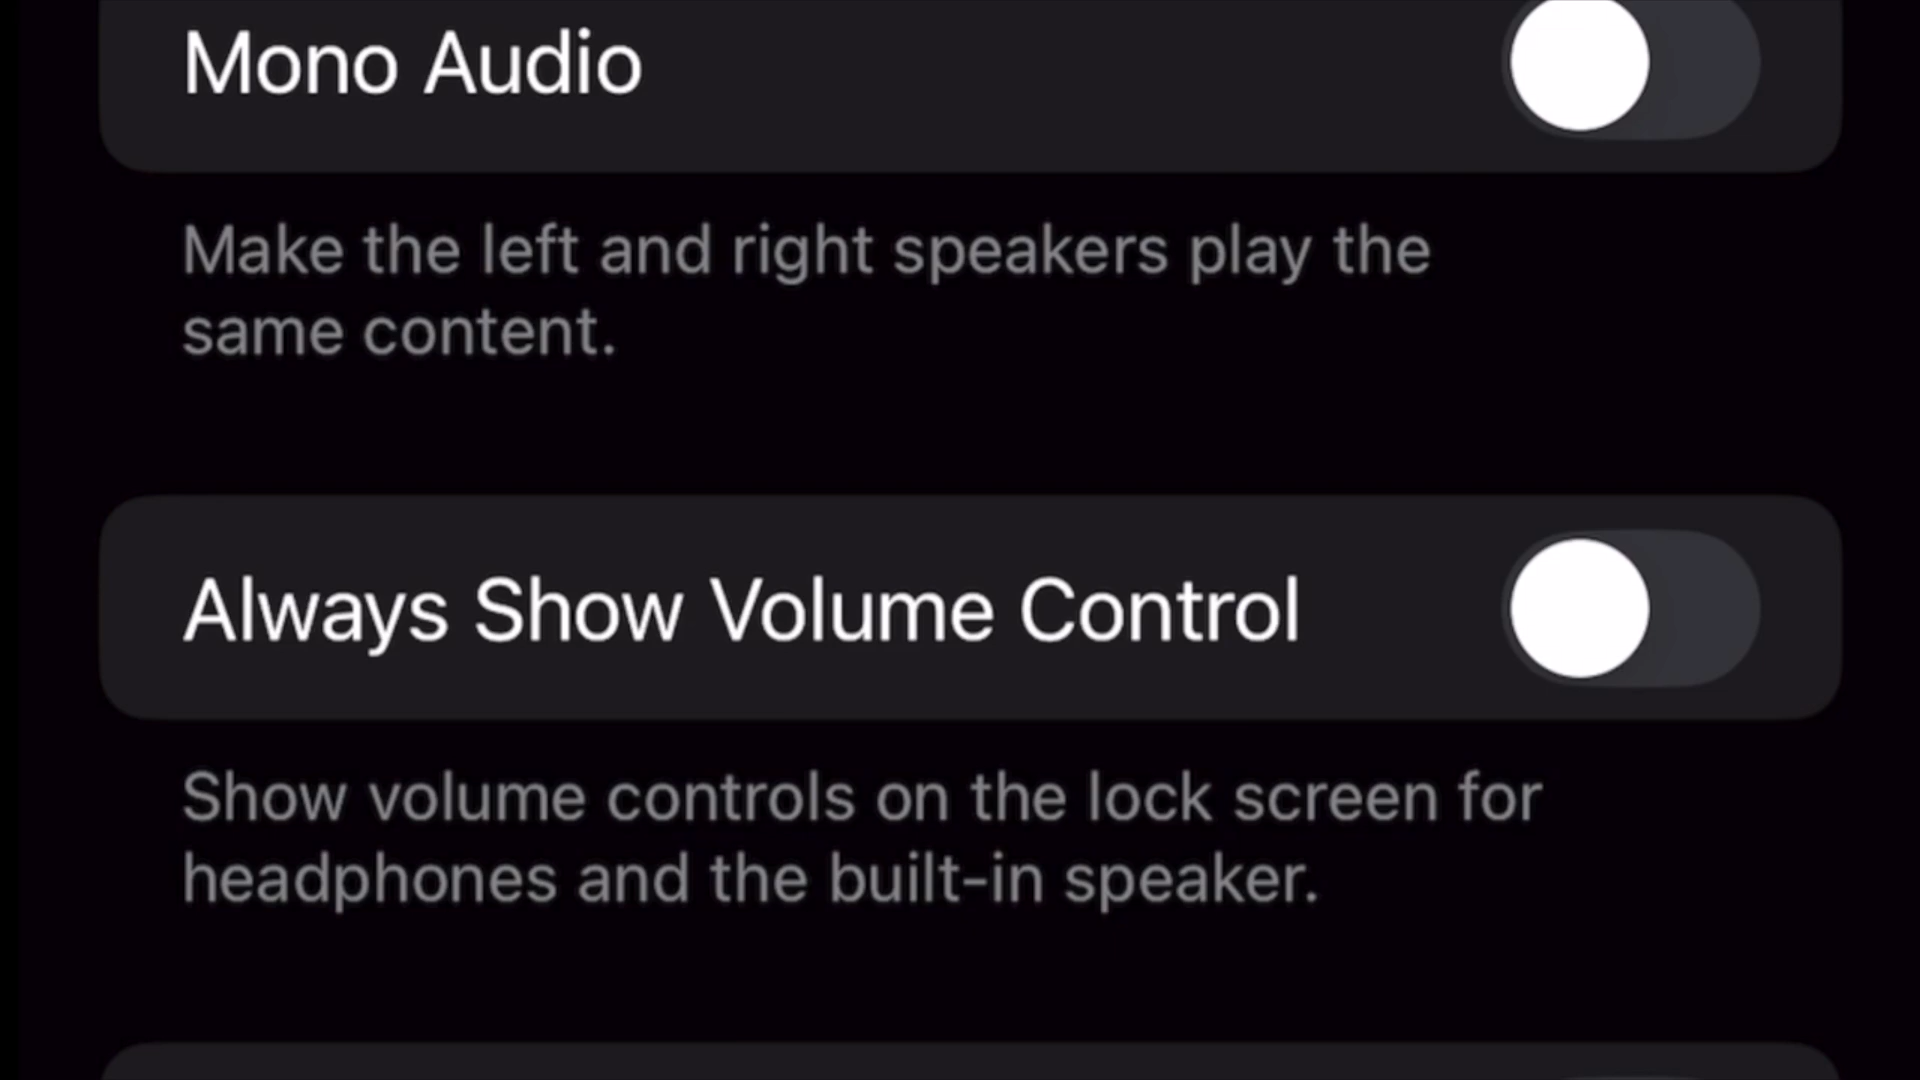 Mono Audio
Make the left and right speakers play the
same content.
Always Show Volume Control
Show volume controls on the lock screen for
headphones and the built-in speaker.